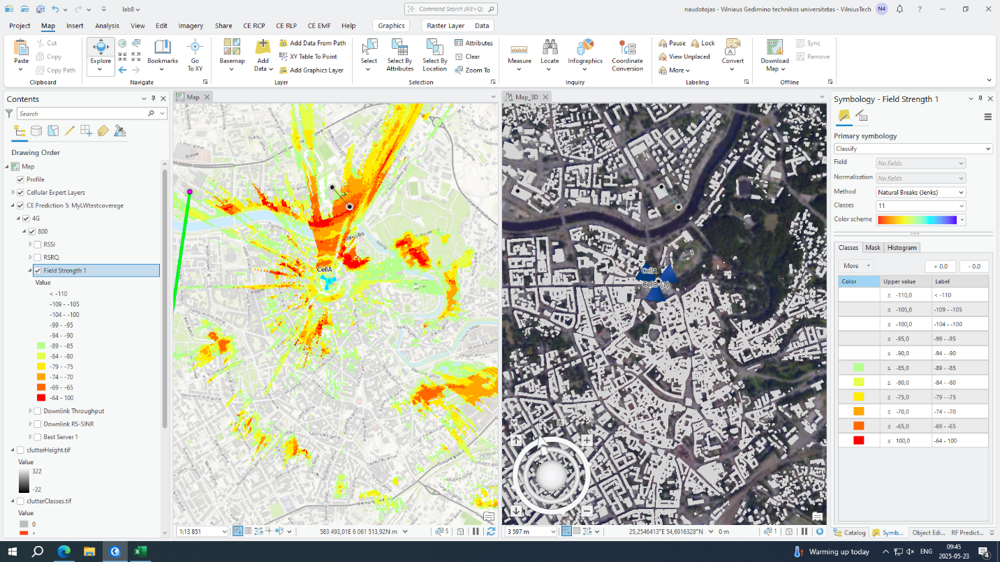 lab8
Command Search (Alt+Q)
naudotojas - Vilniaus Gedimino technikos universitetas - VilniusTech
N4
Project
Map
Insert
Analysis
View
Edit
Imagery
Share
CE RCP
CE RLP
CE EMF
Help
Graphics
Raster Layer
Data
Paste
Cut
Copy
Copy Path
Clipboard
Explore
Bookmarks
Go To XY
Navigate
Basemap
Add Data
Add Data From Path
XY Table To Point
Add Graphics Layer
Layer
Select
Select By Attributes
Select By Location
Attributes
Clear
Zoom To
Selection
Measure
Locate
Infographics
Coordinate Conversion
Inquiry
Pause
Lock
View Unplaced
More
Convert
Labeling
Download Map
Sync
Remove
Offline
Contents
Search
Drawing Order
Map
Profile
Cellular Expert Layers
CE Prediction 5: MyLWtestcoverage
4G
800
RSSI
RSRQ
Field Strength 1
Value
< -110
-109 - -105
-104 - -100
-99 - -95
-94 - -90
-89 - -85
-84 - -80
-79 - -75
-74 - -70
-69 - -65
-64 - 100
Downlink Throughput
Downlink RS-SINR
Best Server 1
clutterHeight.tif
Value
322
-22
clutterClasses.tif
Value
0
1
Map
CellA
1:13 851
583 493,01E 6 061 513,92N m
5
Map_3D
CellA
CellB (1)
3 597 m
25,2546413°E 54,6916328°N
0 m
1
Symbology - Field Strength 1
Primary symbology
Classify
Field
No fields
Normalization
No fields
Method
Natural Breaks (Jenks)
Classes
11
Color scheme
Classes
Mask
Histogram
More
+ 0.0
- 0.0
Color
Upper value
Label
≤ -110,0 < -110
≤ -105,0 -109 - -105
≤ -100,0 -104 - -100
≤ -95,0 -99 - -95
≤ -90,0 -94 - -90
≤ -85,0 -89 - -85
≤ -80,0 -84 - -80
≤ -75,0 -79 - -75
≤ -70,0 -74 - -70
≤ -65,0 -69 - -65
≤ 100,0 -64 - 100
Catalog
Symb...
Object Edi...
RF Predict...
Warming up today
ENG
09:45
2025-05-23
4